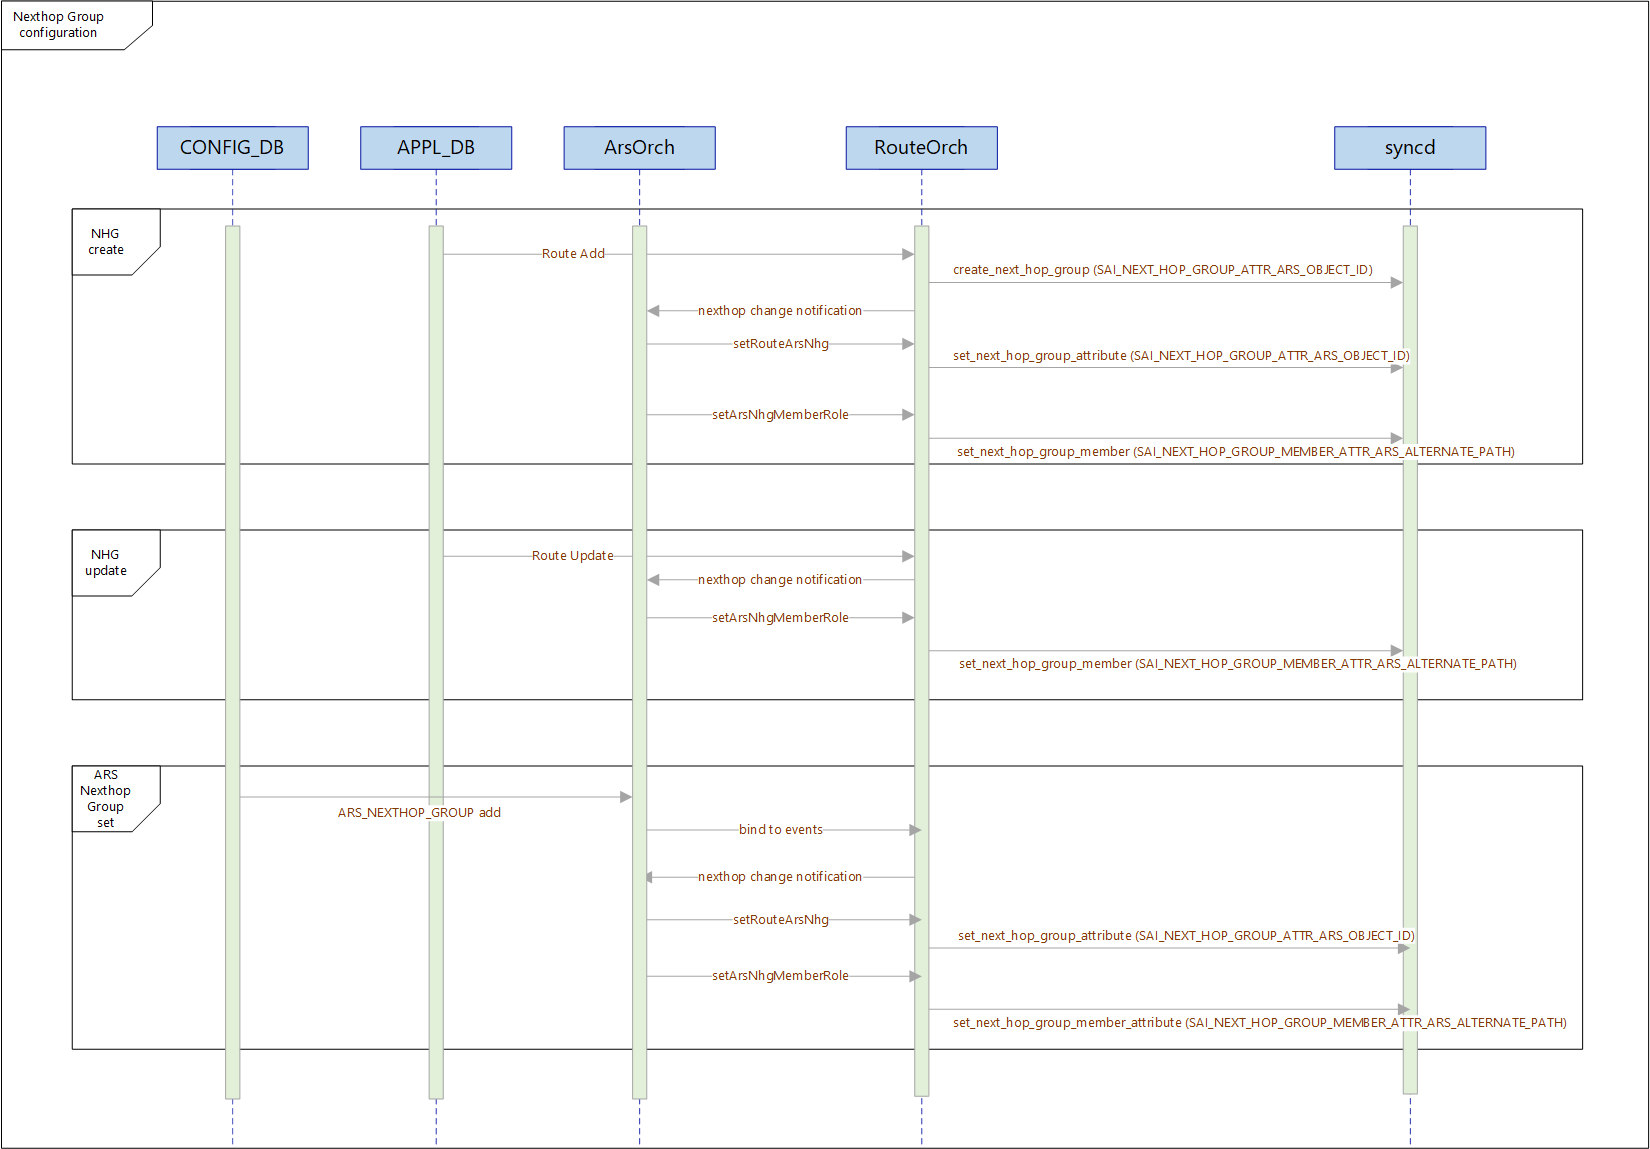 Nexthop Group
configuration
CONFIG_DB
APPL_DB
ArsOrch
RouteOrch
syncd
NHG
create
Route Add
create_next_hop_group (SAI_NEXT_HOP_GROUP_ATTR_ARS_OBJECT_ID)
nexthop change notification
setRouteArsNhg
set_next_hop_group_attribute (SAI_NEXT_HOP_GROUP_ATTR_ARS_OBJECT_ID)
setArsNhgMemberRole
set_next_hop_group_member (SAI_NEXT_HOP_GROUP_MEMBER_ATTR_ARS_ALTERNATE_PATH)
NHG
update
Route Update
nexthop change notification
setArsNhgMemberRole
set_next_hop_group_member (SAI_NEXT_HOP_GROUP_MEMBER_ATTR_ARS_ALTERNATE_PATH)
ARS
Nexthop
Group
set
ARS_NEXTHOP_GROUP add
bind to events
nexthop change notification
setRouteArsNhg
set_next_hop_group_attribute (SAI_NEXT_HOP_GROUP_ATTR_ARS_OBJECT_ID)
setArsNhgMemberRole
set_next_hop_group_member_attribute (SAI_NEXT_HOP_GROUP_MEMBER_ATTR_ARS_ALTERNATE_PATH)